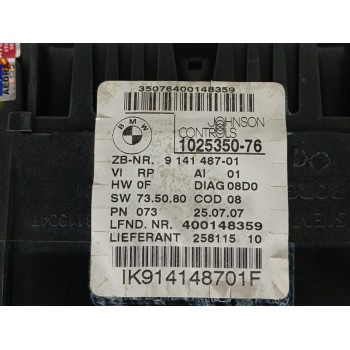 35076400148359
BMW
JOHNSON
CONTROLS
1025350-76
ZB-NR. 9 141 487-01
VI RP AI 01
HW 0F DIAG 08D0
SW 73.50.80 COD 08
PN 073 25.07.07
LFND. NR. 400148359
LIEFERANT 258115 10
IK914148701F